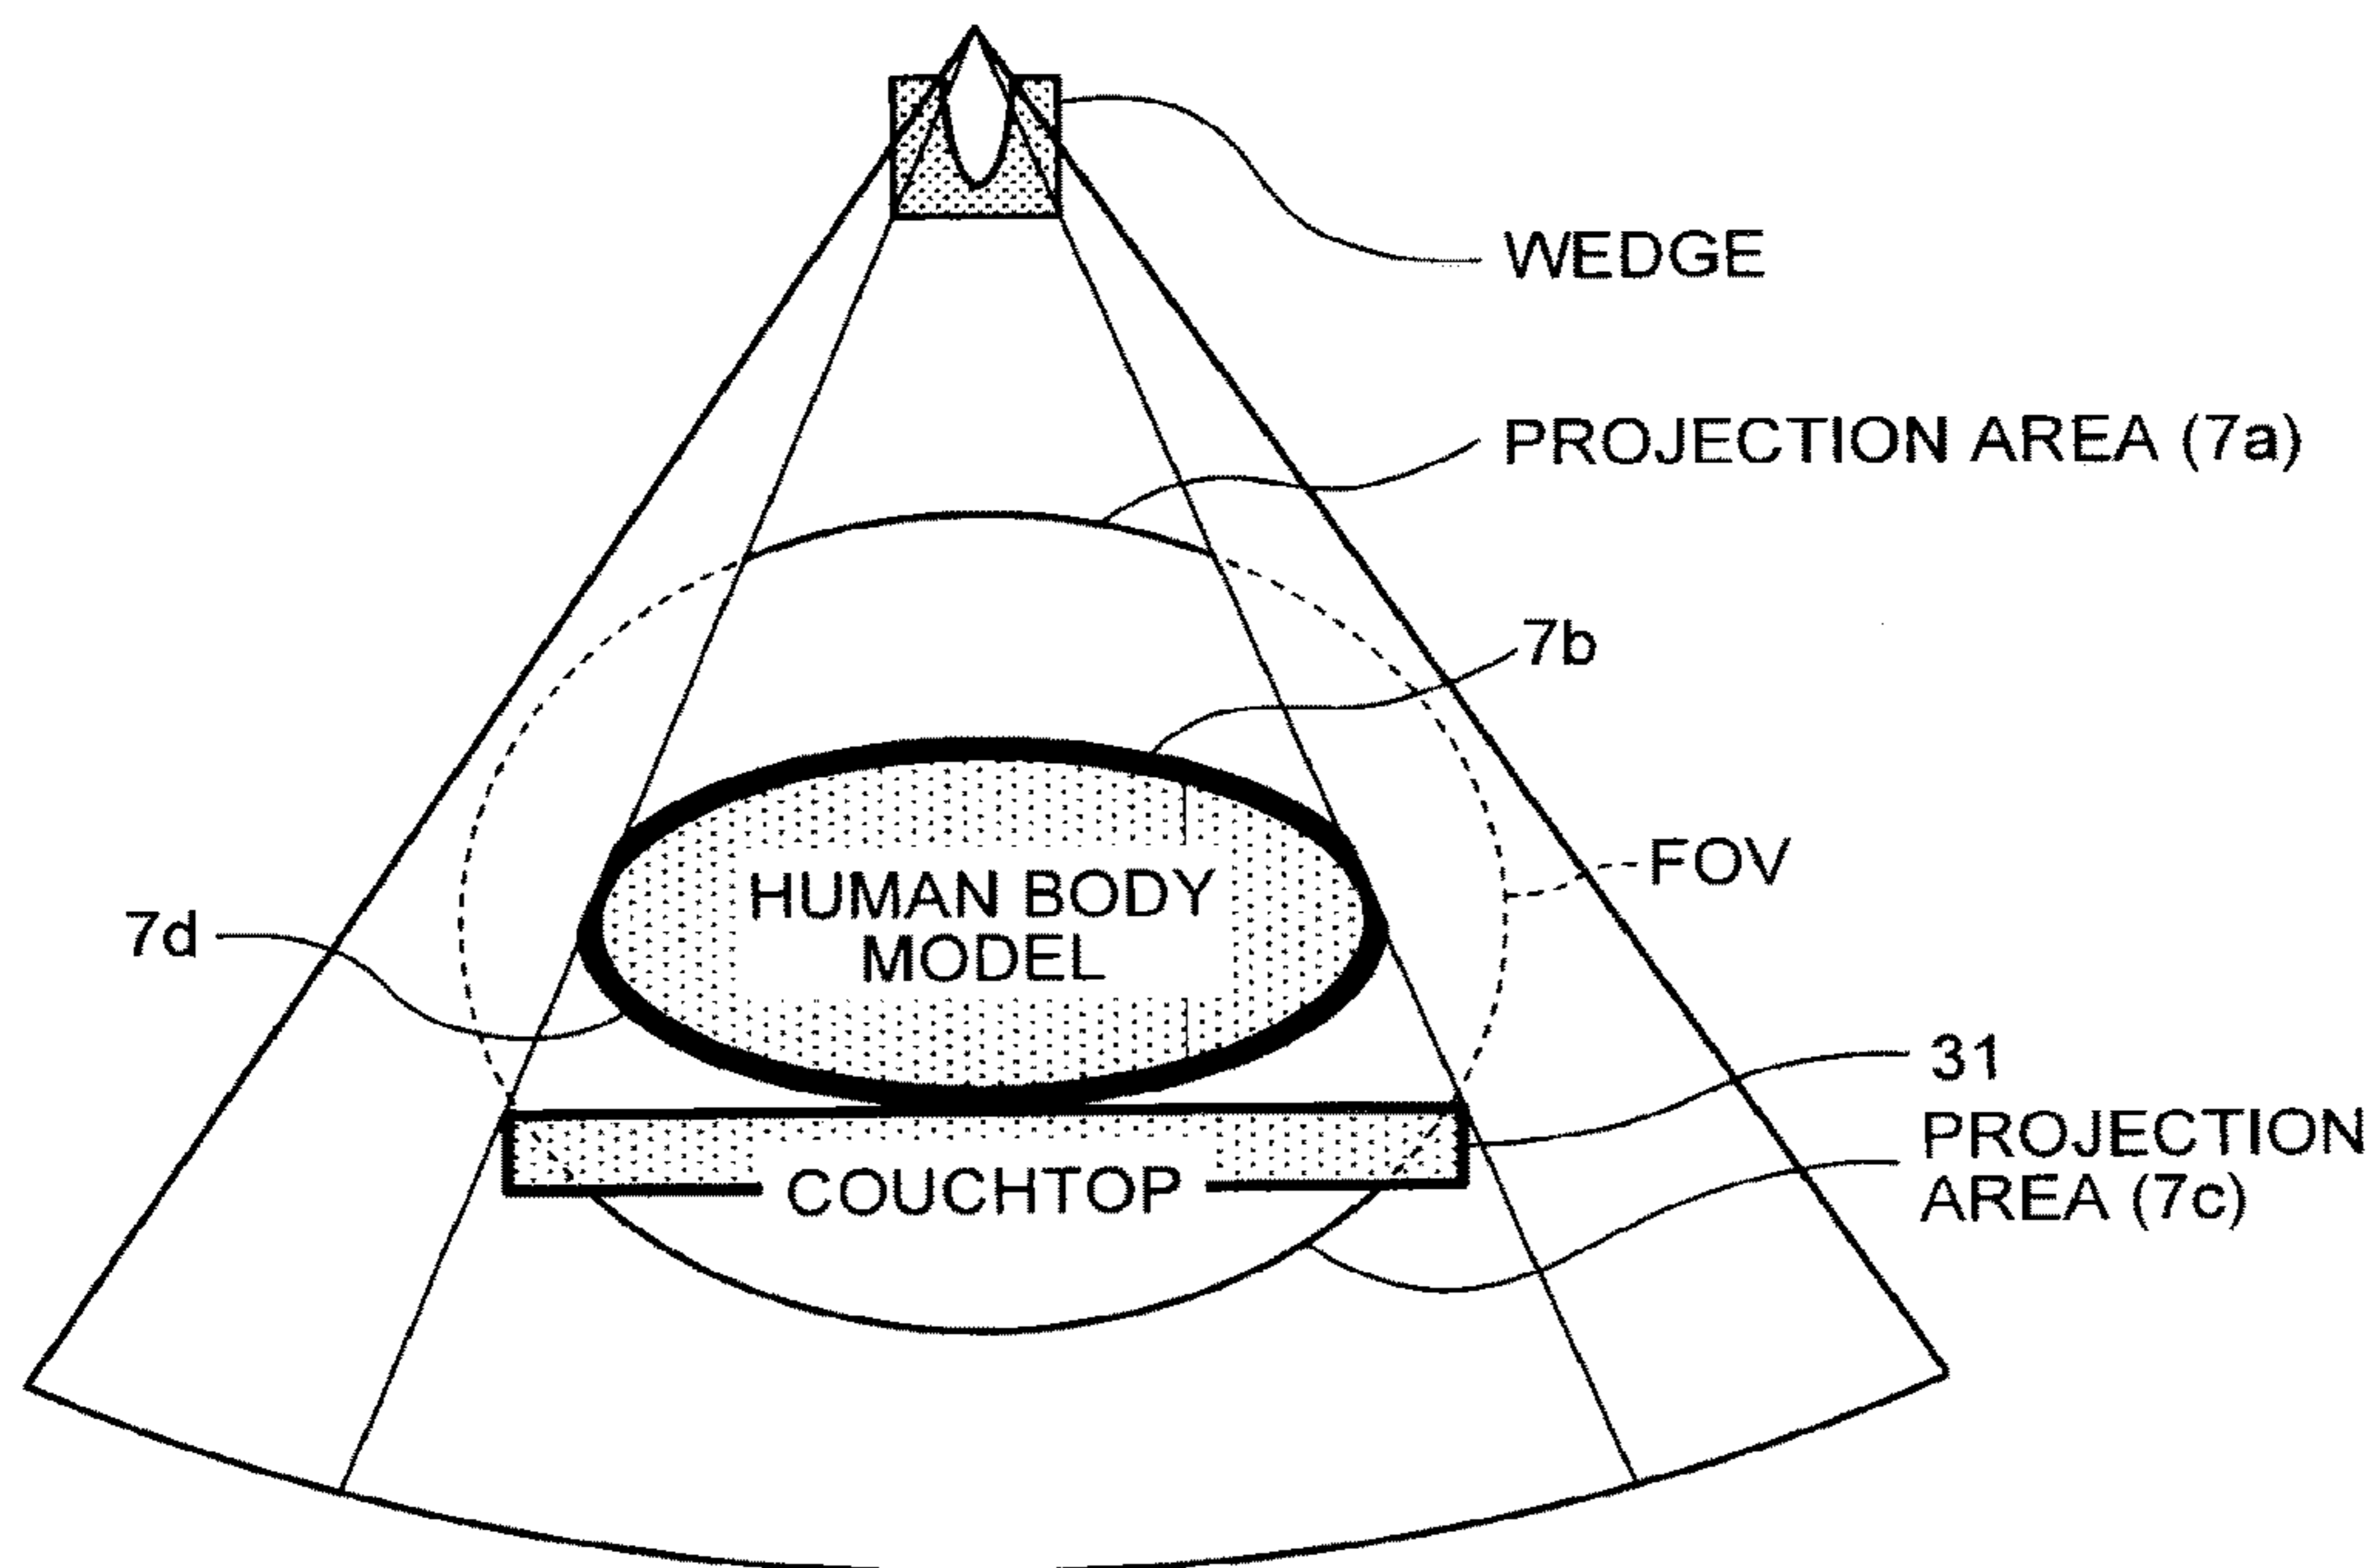 WEDGE
PROJECTION AREA (7a)
7b
FOV
HUMAN BODY
MODEL
7d
31
PROJECTION
AREA (7c)
COUCHTOP